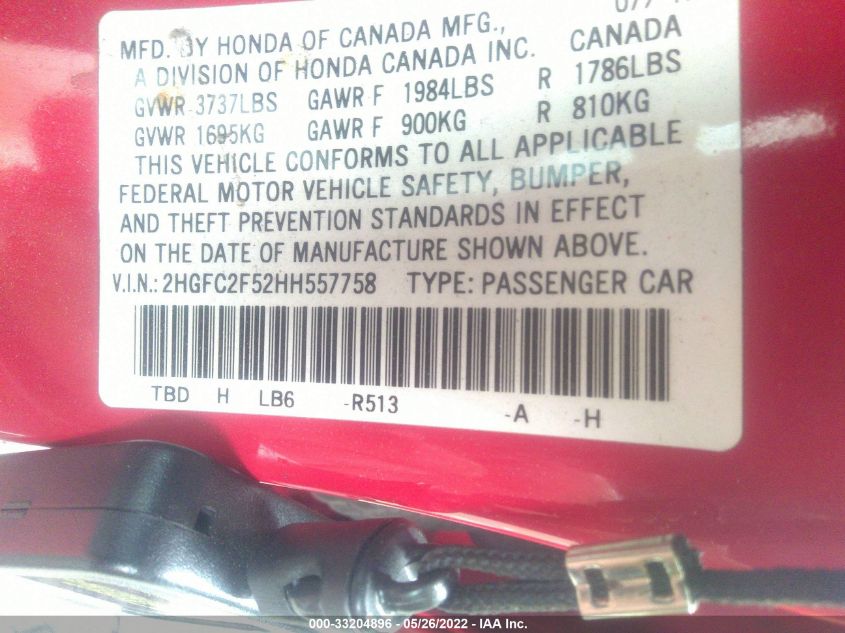 MFD. BY HONDA OF CANADA MFG.,
A DIVISION OF HONDA CANADA INC. CANADA
GVWR 3737LBS GAWR F 1984LBS R 1786LBS
GVWR 1695KG GAWR F 900KG R 810KG
THIS VEHICLE CONFORMS TO ALL APPLICABLE
FEDERAL MOTOR VEHICLE SAFETY, BUMPER,
AND THEFT PREVENTION STANDARDS IN EFFECT
ON THE DATE OF MANUFACTURE SHOWN ABOVE.
V.I.N.: 2HGFC2F52HH557758 TYPE: PASSENGER CAR
TBD H LB6 -R513 -A -H
000-33204896 - 05/26/2022 - IAA Inc.